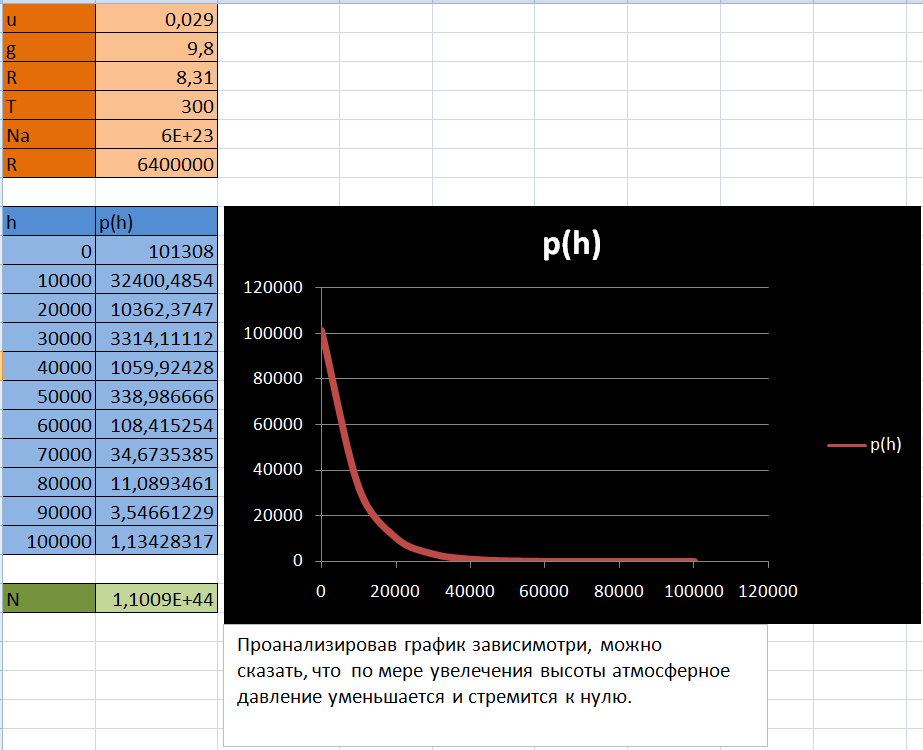 u 0,029
g 9,8
R 8,31
T 300
Na 6E+23
R 6400000
h p(h)
0 101308
10000 32400,4854
20000 10362,3747
30000 3314,11112
40000 1059,92428
50000 338,986666
60000 108,415254
70000 34,6735385
80000 11,0893461
90000 3,54661229
100000 1,13428317
N 1,1009E+44
p(h)
120000
100000
80000
60000
40000
20000
0
0 20000 40000 60000 80000 100000 120000
p(h)
Проанализировав график зависимотри, можно
сказать, что по мере увелечения высоты атмосферное
давление уменьшается и стремится к нулю.